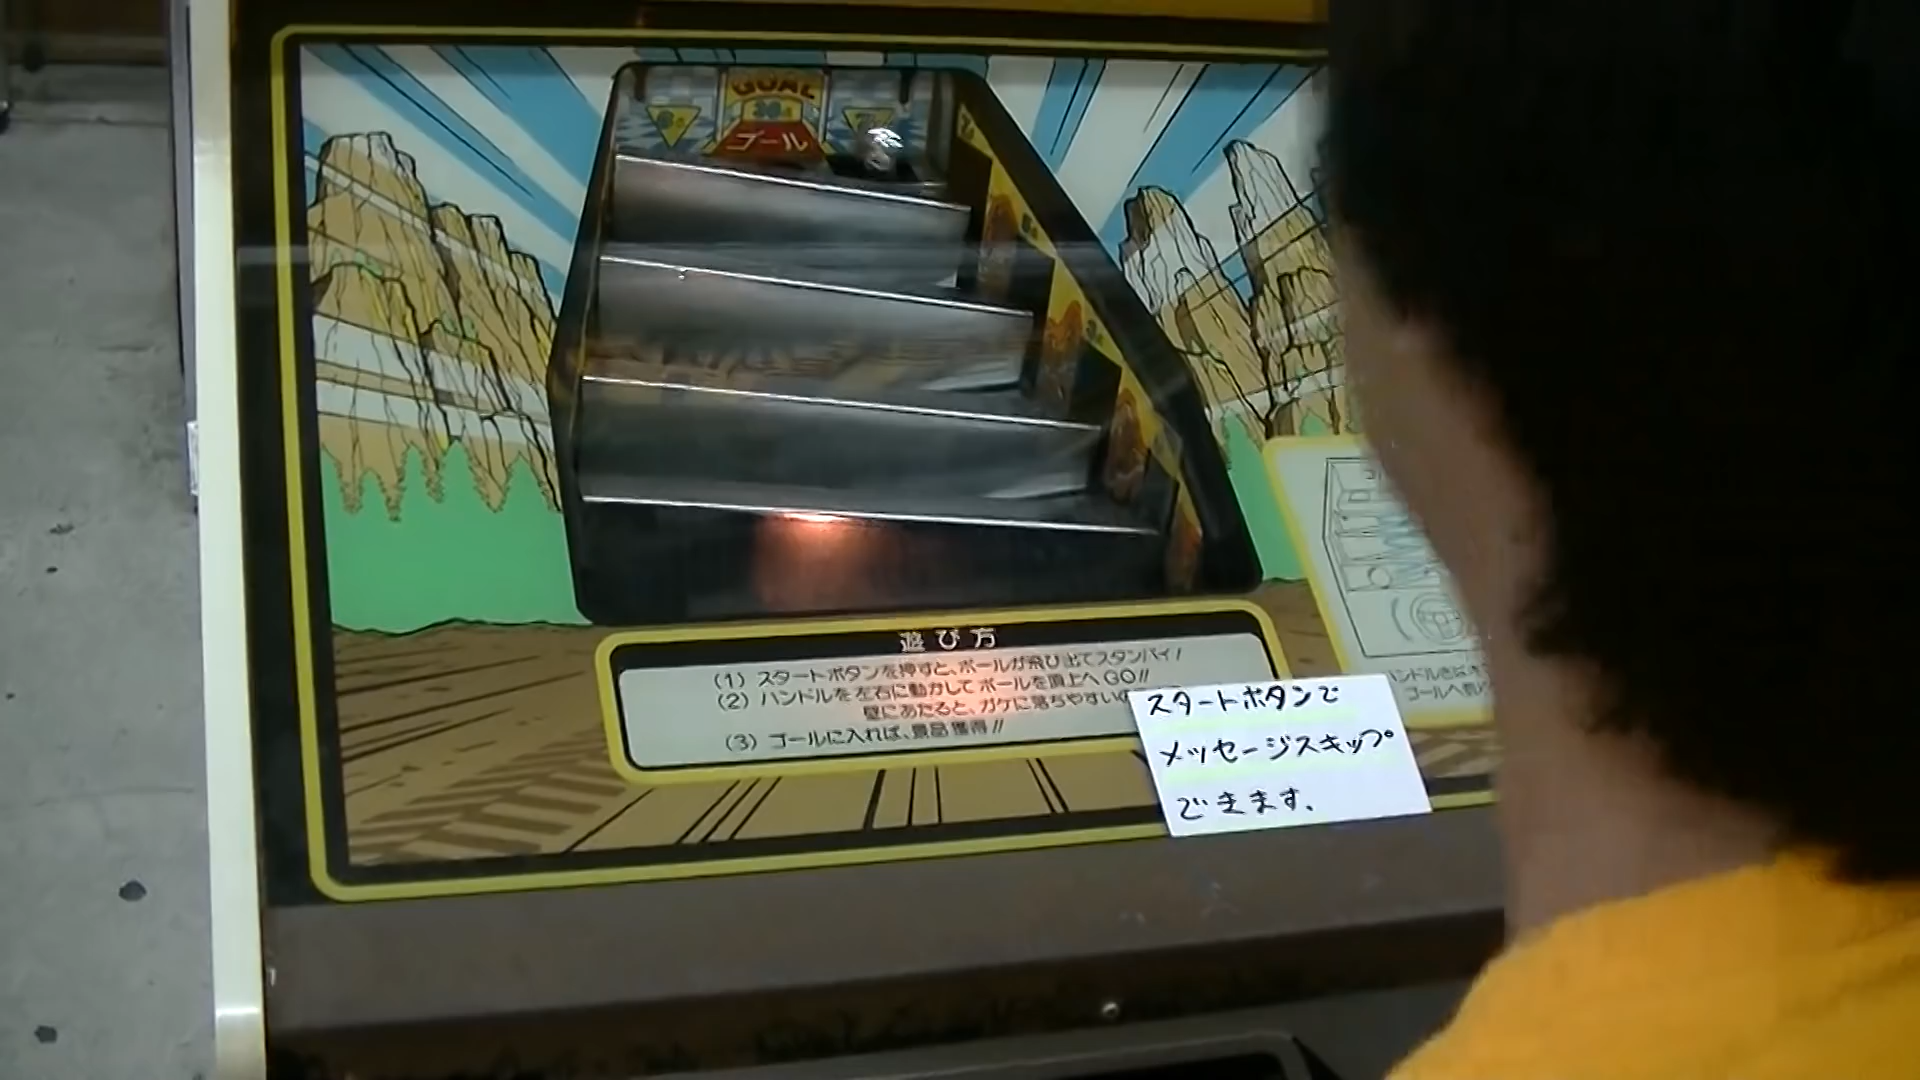 GOAL
ゴール
遊び方
(1) スタートボタンを押すと、ボールが飛び出てスタンバイ!
(2) ハンドルを左右に動かしてボールを頂上へGO!!
壁にあたると、ガケに落ちやすい
(3) ゴールに入れば、景品獲得!!
スタートボタンで
メッセージスキップ
できます。
ゴールへ